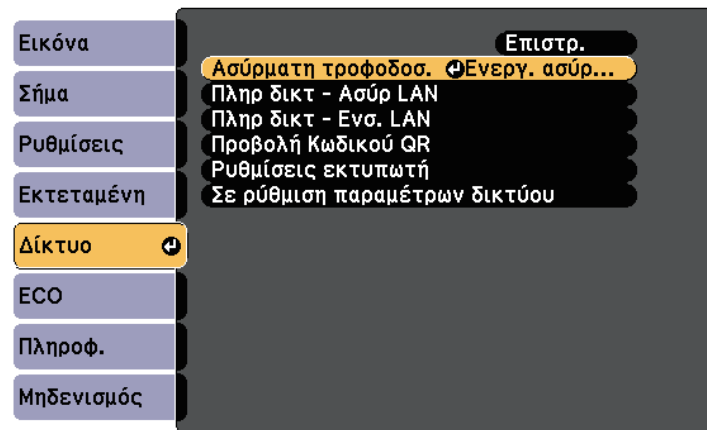 Εικόνα
Σήμα
Ρυθμίσεις
Εκτεταμένη
Δίκτυο
ECO
Πληροφ.
Μηδενισμός
Επιστρ.
Ασύρματη τροφοδοσ. Ενεργ. ασύρ...
Πληρ δικτ - Ασύρ LAN
Πληρ δικτ - Ενσ. LAN
Προβολή Κωδικού QR
Ρυθμίσεις εκτυπωτή
Σε ρύθμιση παραμέτρων δικτύου